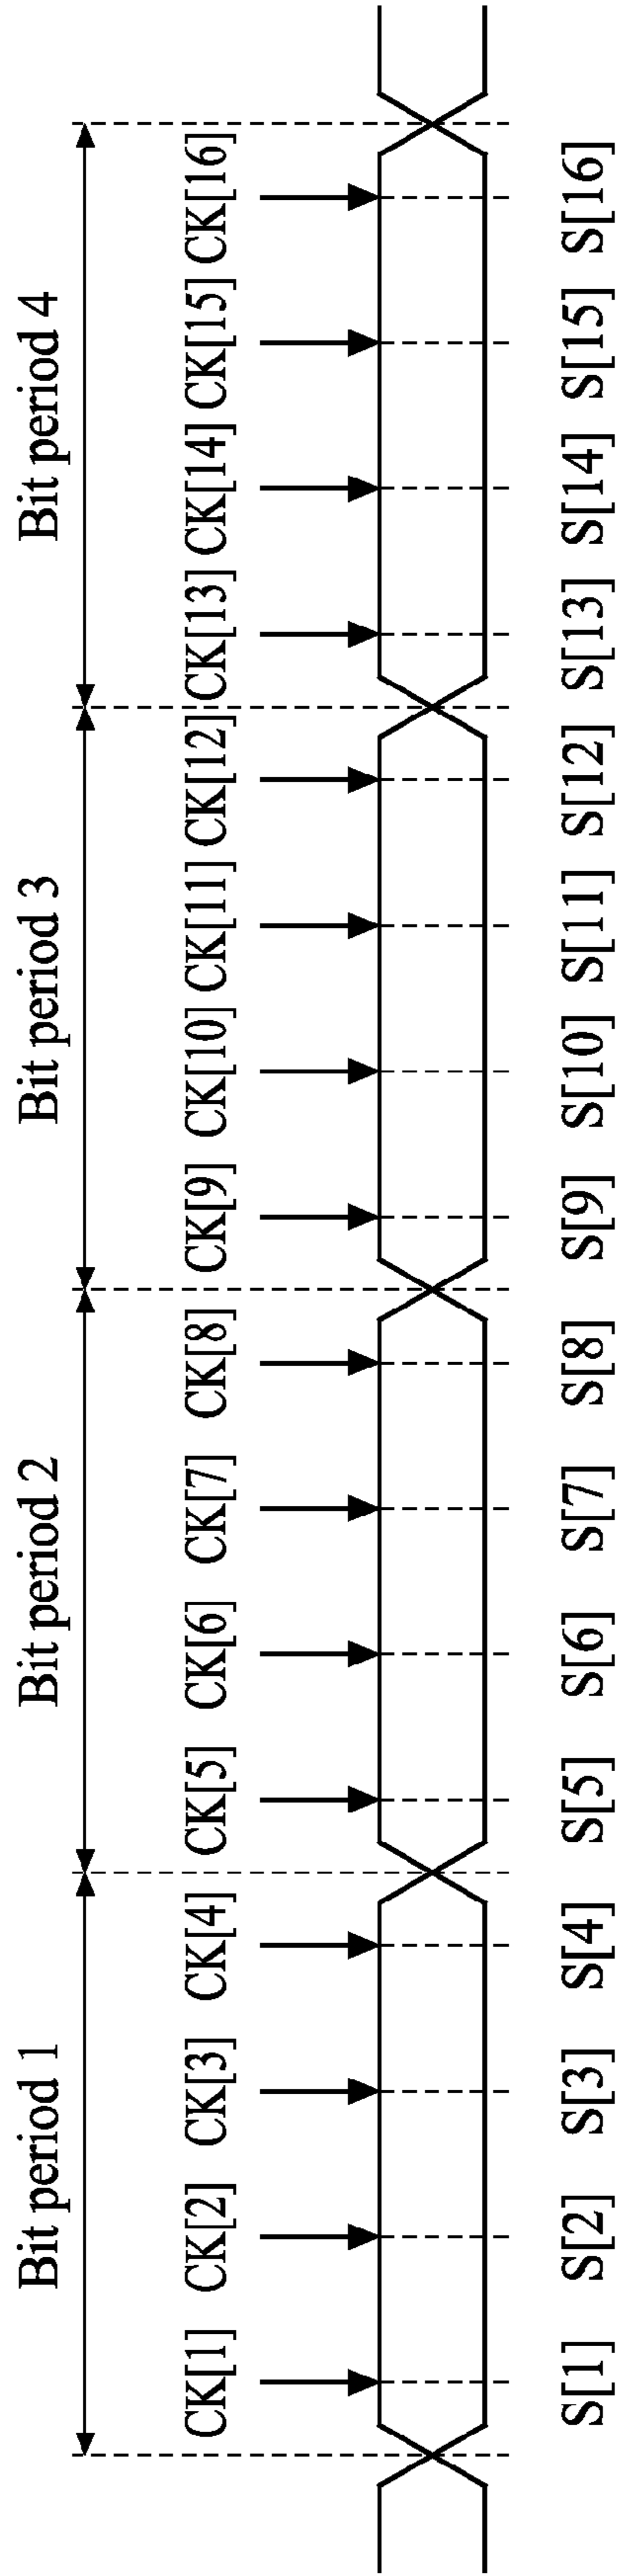 Bit period 1 Bit period 2 Bit period 3 Bit period 4
CK[1] CK[2] CK[3] CK[4] CK[5] CK[6] CK[7] CK[8] CK[9] CK[10] CK[11] CK[12] CK[13] CK[14] CK[15] CK[16]
S[1] S[2] S[3] S[4] S[5] S[6] S[7] S[8] S[9] S[10] S[11] S[12] S[13] S[14] S[15] S[16]